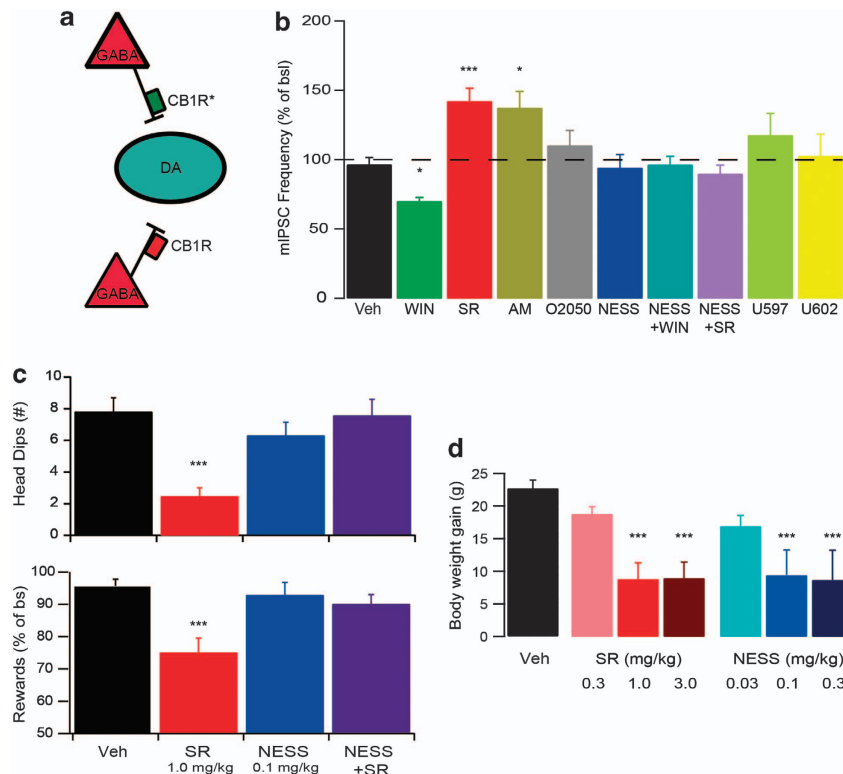 a
GABA
CB1R*
DA
CB1R
GABA
b
mIPSC Frequency (% of bsl)
200
150
100
50
0
***
*
*
Veh WIN SR AM O2050 NESS NESS +WIN NESS +SR U597 U602
c
Head Dips (#)
10
8
6
4
2
0
***
Rewards (% of bs)
100
90
80
70
60
50
***
Veh SR NESS NESS
1.0 mg/kg 0.1 mg/kg +SR
d
Body weight gain (g)
25
20
15
10
5
0
*** *** *** ***
Veh SR (mg/kg) NESS (mg/kg)
0.3 1.0 3.0 0.03 0.1 0.3